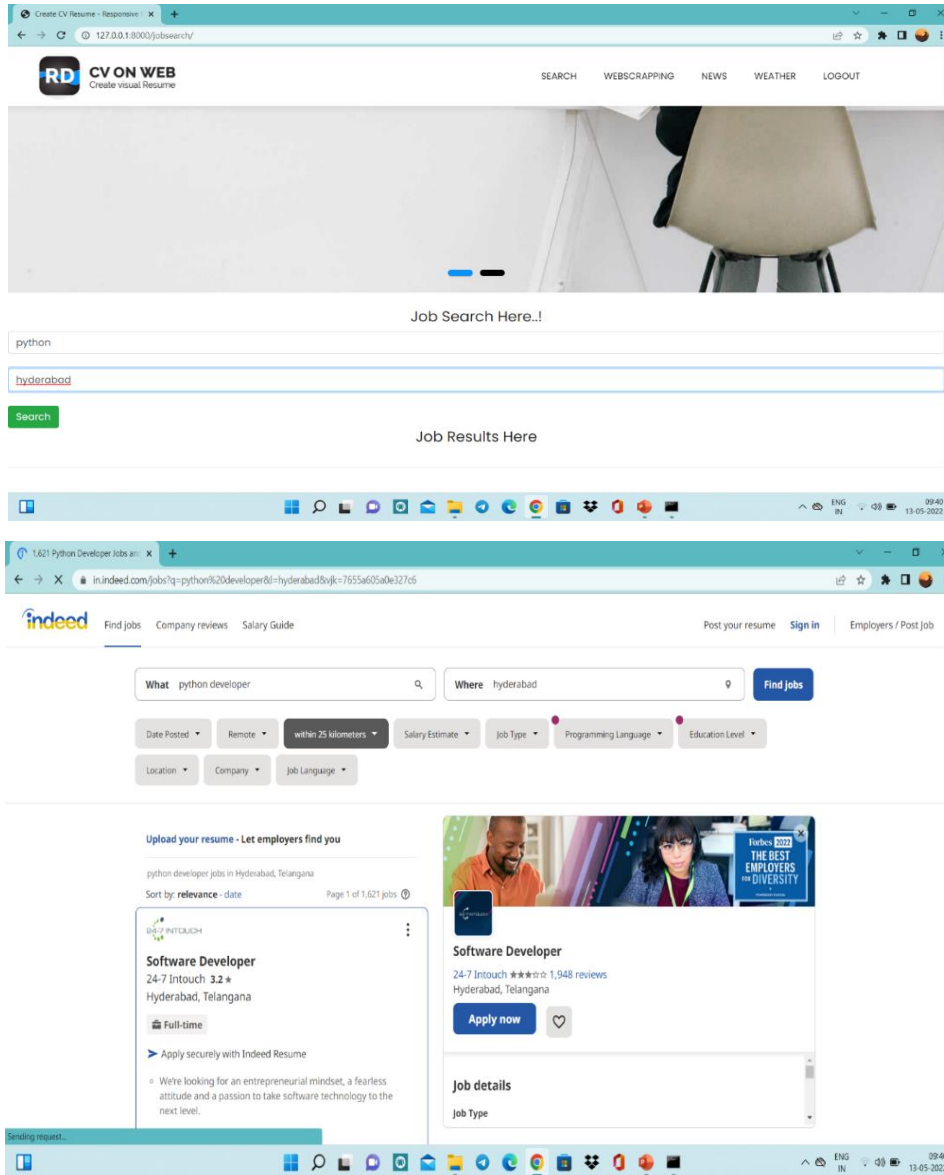 Create CV Resume - Responsive
127.0.0.1:8000/jobsearch/
RD CV ON WEB
Create visual Resume
SEARCH WEBSCRAPPING NEWS WEATHER LOGOUT
Job Search Here..!
python
hyderabad
Search
Job Results Here
ENG
IN
09:40
13-05-2022
1,621 Python Developer Jobs an
in.indeed.com/jobs?q=python%20developer&l=hyderabad&vjk=7655a605a0e327c6
indeed Find jobs Company reviews Salary Guide Post your resume Sign in Employers / Post Job
What python developer Where hyderabad Find jobs
Date Posted Remote within 25 kilometers Salary Estimate Job Type Programming Language Education Level
Location Company Job Language
Upload your resume - Let employers find you
python developer jobs in Hyderabad, Telangana
Sort by: relevance - date Page 1 of 1,621 jobs
24-7 INTOUCH
Software Developer
24-7 Intouch 3.2
Hyderabad, Telangana
Full-time
Apply securely with Indeed Resume
We're looking for an entrepreneurial mindset, a fearless
attitude and a passion to take software technology to the
next level.
Forbes 2022
THE BEST
EMPLOYERS
FOR DIVERSITY
24-7 INTOUCH
Software Developer
24-7 Intouch 1,948 reviews
Hyderabad, Telangana
Apply now
Job details
Job Type
Sending request...
ENG
IN